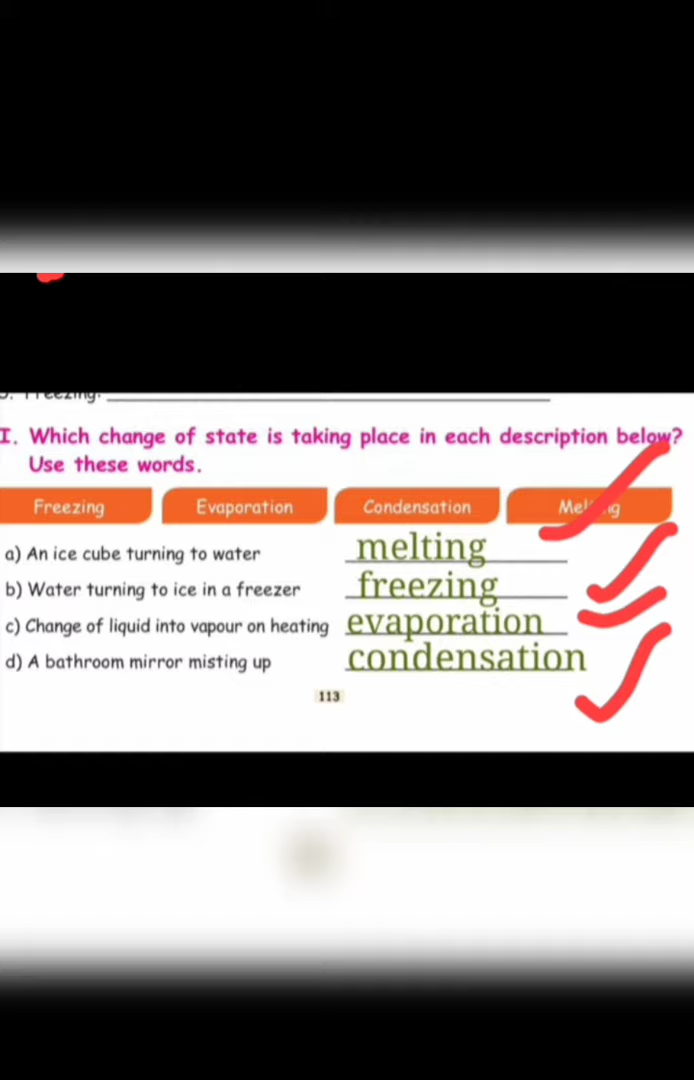 Freezing:
I. Which change of state is taking place in each description below?
Use these words.
Freezing Evaporation Condensation Melting
a) An ice cube turning to water melting
b) Water turning to ice in a freezer freezing
c) Change of liquid into vapour on heating evaporation
d) A bathroom mirror misting up condensation
113